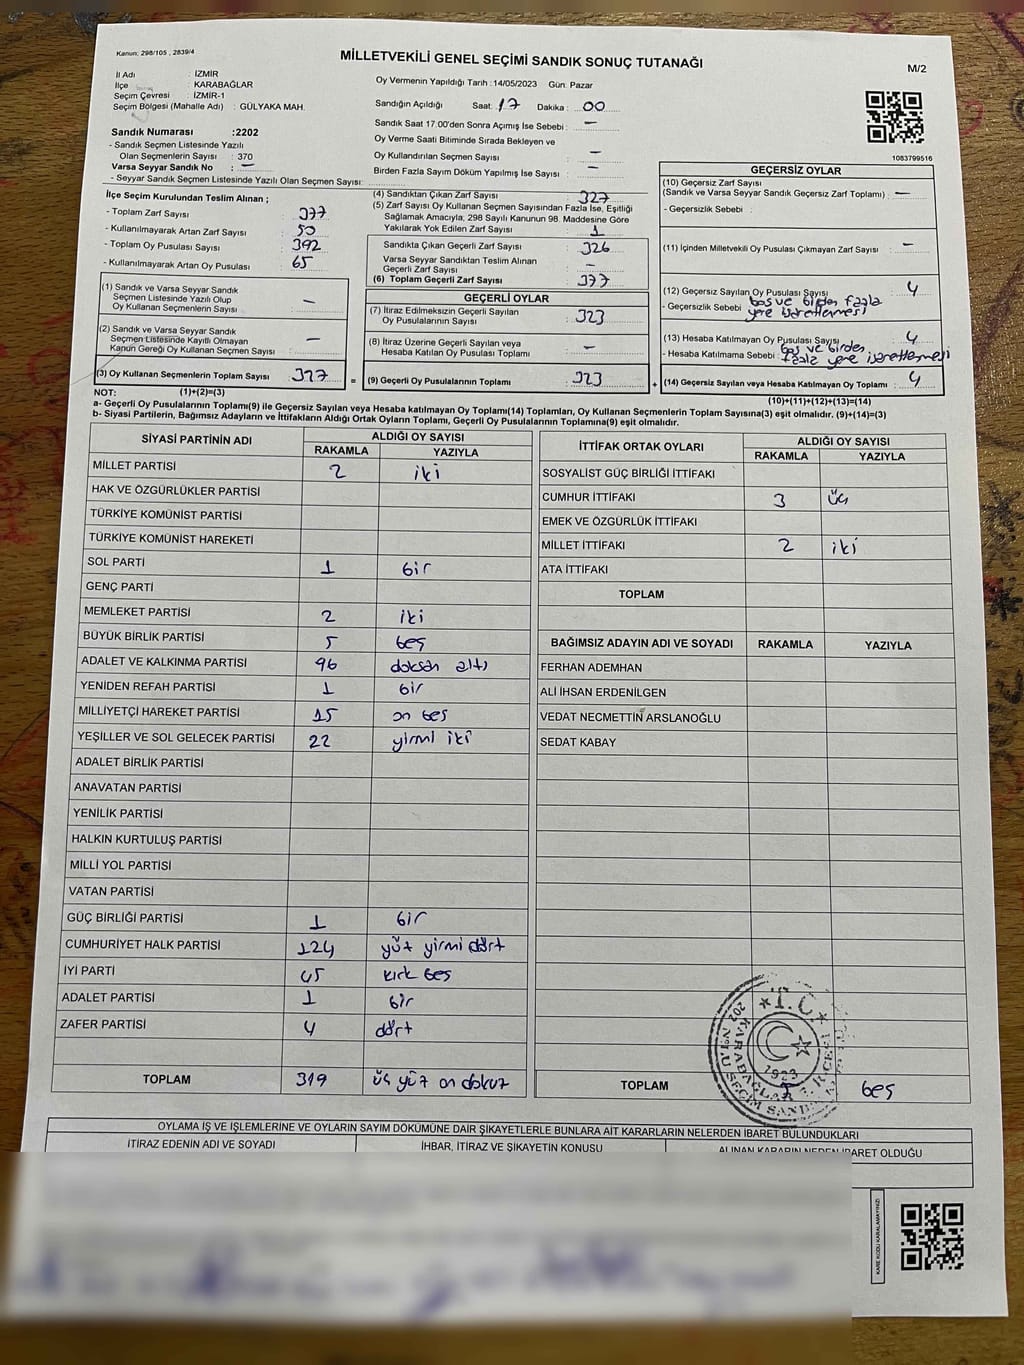 Kanun: 298/105 , 2839/4
MİLLETVEKİLİ GENEL SEÇİMİ SANDIK SONUÇ TUTANAĞI
M/2
İl Adı : İZMİR
İlçe : KARABAĞLAR
Seçim Çevresi : İZMİR-1
Seçim Bölgesi (Mahalle Adı) : GÜLYAKA MAH.
Oy Vermenin Yapıldığı Tarih : 14/05/2023 Gün: Pazar
Sandığın Açıldığı Saat: 17 Dakika: 00
Sandık Saat 17.00'den Sonra Açımış İse Sebebi : —
Oy Verme Saati Bitiminde Sırada Bekleyen ve
Oy Kullandırılan Seçmen Sayısı : —
Birden Fazla Sayım Döküm Yapılmış İse Sayısı : —
1083799516
Sandık Numarası :2202
- Sandık Seçmen Listesinde Yazılı
Olan Seçmenlerin Sayısı : 370
Varsa Seyyar Sandık No : —
- Seyyar Sandık Seçmen Listesinde Yazılı Olan Seçmen Sayısı:
İlçe Seçim Kurulundan Teslim Alınan ;
- Toplam Zarf Sayısı : 377
- Kullanılmayarak Artan Zarf Sayısı : 50
- Toplam Oy Pusulası Sayısı : 392
- Kullanılmayarak Artan Oy Pusulası : 65
(1) Sandık ve Varsa Seyyar Sandık
Seçmen Listesinde Yazılı Olup
Oy Kullanan Seçmenlerin Sayısı : —
(2) Sandık ve Varsa Seyyar Sandık
Seçmen Listesinde Kayıtlı Olmayan
Kanun Gereği Oy Kullanan Seçmen Sayısı : —
(3) Oy Kullanan Seçmenlerin Toplam Sayısı 327
(1)+(2)=(3)
(4) Sandıktan Çıkan Zarf Sayısı : 327
(5) Zarf Sayısı Oy Kullanan Seçmen Sayısından Fazla İse, Eşitliği
Sağlamak Amacıyla; 298 Sayılı Kanunun 98. Maddesine Göre
Yakılarak Yok Edilen Zarf Sayısı : 1
Sandıkta Çıkan Geçerli Zarf Sayısı : 326
Varsa Seyyar Sandıktan Teslim Alınan
Geçerli Zarf Sayısı : —
(6) Toplam Geçerli Zarf Sayısı : 377
GEÇERLİ OYLAR
(7) İtiraz Edilmeksizin Geçerli Sayılan
Oy Pusulalarının Sayısı : 323
(8) İtiraz Üzerine Geçerli Sayılan veya
Hesaba Katılan Oy Pusulası Toplamı : —
= (9) Geçerli Oy Pusulalarının Toplamı : 323
GEÇERSİZ OYLAR
(10) Geçersiz Zarf Sayısı
(Sandık ve Varsa Seyyar Sandık Geçersiz Zarf Toplamı) : —
- Geçersizlik Sebebi :
(11) İçinden Milletvekili Oy Pusulası Çıkmayan Zarf Sayısı : —
(12) Geçersiz Sayılan Oy Pusulası Sayısı : 4
- Geçersizlik Sebebi : boş ve birden fazla
yere işaretlemesi
(13) Hesaba Katılmayan Oy Pusulası Sayısı : 4
- Hesaba Katılmama Sebebi : boş ve birden
fazla yere işaretlemesi
+ (14) Geçersiz Sayılan veya Hesaba Katılmayan Oy Toplamı : 4
(10)+(11)+(12)+(13)=(14)
NOT:
a- Geçerli Oy Pusulalarının Toplamı(9) ile Geçersiz Sayılan veya Hesaba katılmayan Oy Toplamı(14) Toplamları, Oy Kullanan Seçmenlerin Toplam Sayısına(3) eşit olmalıdır. (9)+(14)=(3)
b- Siyasi Partilerin, Bağımsız Adayların ve İttifakların Aldığı Ortak Oyların Toplamı, Geçerli Oy Pusulalarının Toplamına(9) eşit olmalıdır.
SİYASİ PARTİNİN ADI ALDIĞI OY SAYISI
RAKAMLA YAZIYLA
MİLLET PARTİSİ 2 iki
HAK VE ÖZGÜRLÜKLER PARTİSİ
TÜRKİYE KOMÜNİST PARTİSİ
TÜRKİYE KOMÜNİST HAREKETİ
SOL PARTİ 1 bir
GENÇ PARTİ
MEMLEKET PARTİSİ 2 iki
BÜYÜK BİRLİK PARTİSİ 5 beş
ADALET VE KALKINMA PARTİSİ 96 doksan altı
YENİDEN REFAH PARTİSİ 1 bir
MİLLİYETÇİ HAREKET PARTİSİ 15 on beş
YEŞİLLER VE SOL GELECEK PARTİSİ 22 yirmi iki
ADALET BİRLİK PARTİSİ
ANAVATAN PARTİSİ
YENİLİK PARTİSİ
HALKIN KURTULUŞ PARTİSİ
MİLLİ YOL PARTİSİ
VATAN PARTİSİ
GÜÇ BİRLİĞİ PARTİSİ 1 bir
CUMHURİYET HALK PARTİSİ 124 yüz yirmi dört
İYİ PARTİ 45 kırk beş
ADALET PARTİSİ 1 bir
ZAFER PARTİSİ 4 dört
TOPLAM 319 üç yüz on dokuz
İTTİFAK ORTAK OYLARI ALDIĞI OY SAYISI
RAKAMLA YAZIYLA
SOSYALİST GÜÇ BİRLİĞİ İTTİFAKI
CUMHUR İTTİFAKI 3 üç
EMEK VE ÖZGÜRLÜK İTTİFAKI
MİLLET İTTİFAKI 2 iki
ATA İTTİFAKI
TOPLAM
BAĞIMSIZ ADAYIN ADI VE SOYADI RAKAMLA YAZIYLA
FERHAN ADEMHAN
ALİ İHSAN ERDENİLGEN
VEDAT NECMETTİN ARSLANOĞLU
SEDAT KABAY
TOPLAM 5 beş
T.C.
KARABAĞLAR
1923
OYLAMA İŞ VE İŞLEMLERİNE VE OYLARIN SAYIM DÖKÜMÜNE DAİR ŞİKAYETLERLE BUNLARA AİT KARARLARIN NELERDEN İBARET BULUNDUKLARI
İTİRAZ EDENİN ADI VE SOYADI İHBAR, İTİRAZ VE ŞİKAYETİN KONUSU ALINAN KARARIN NEDEN İBARET OLDUĞU
KARE KODU KARALAMAYINIZ!